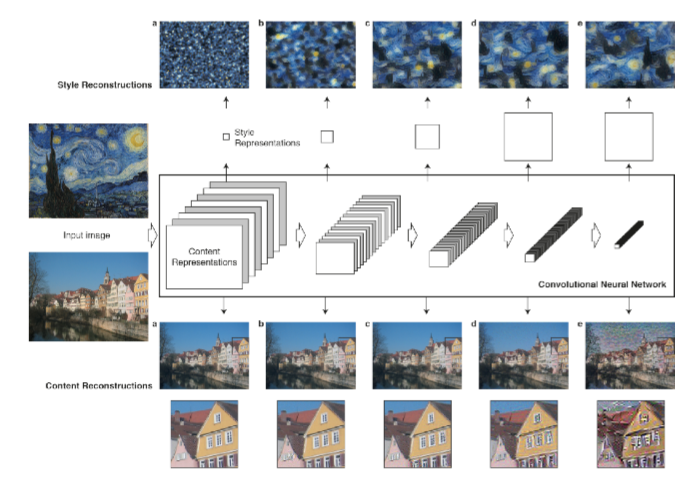 a b c d e
Style Reconstructions
Style
Representations
Input image
Content
Representations
Convolutional Neural Network
a b c d e
Content Reconstructions